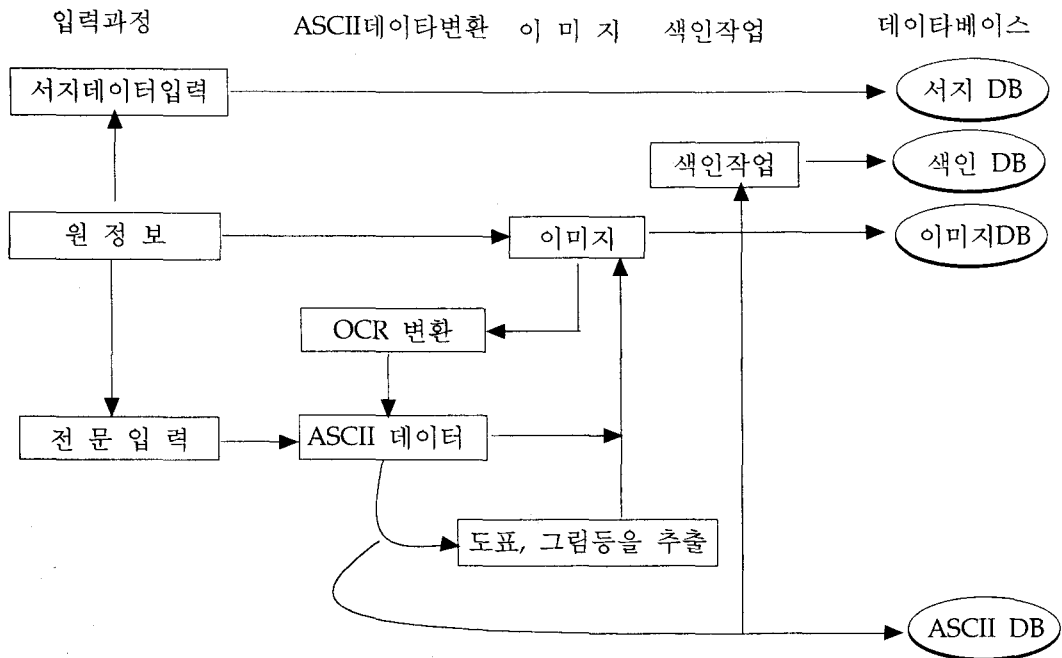 입력과정 ASCII데이타변환 이 미 지 색인작업 데이타베이스
서지데이터입력 서지 DB
색인작업 색인 DB
원 정 보 이미지 이미지DB
OCR 변환
전 문 입 력 ASCII 데이터
도표, 그림등을 추출
ASCII DB